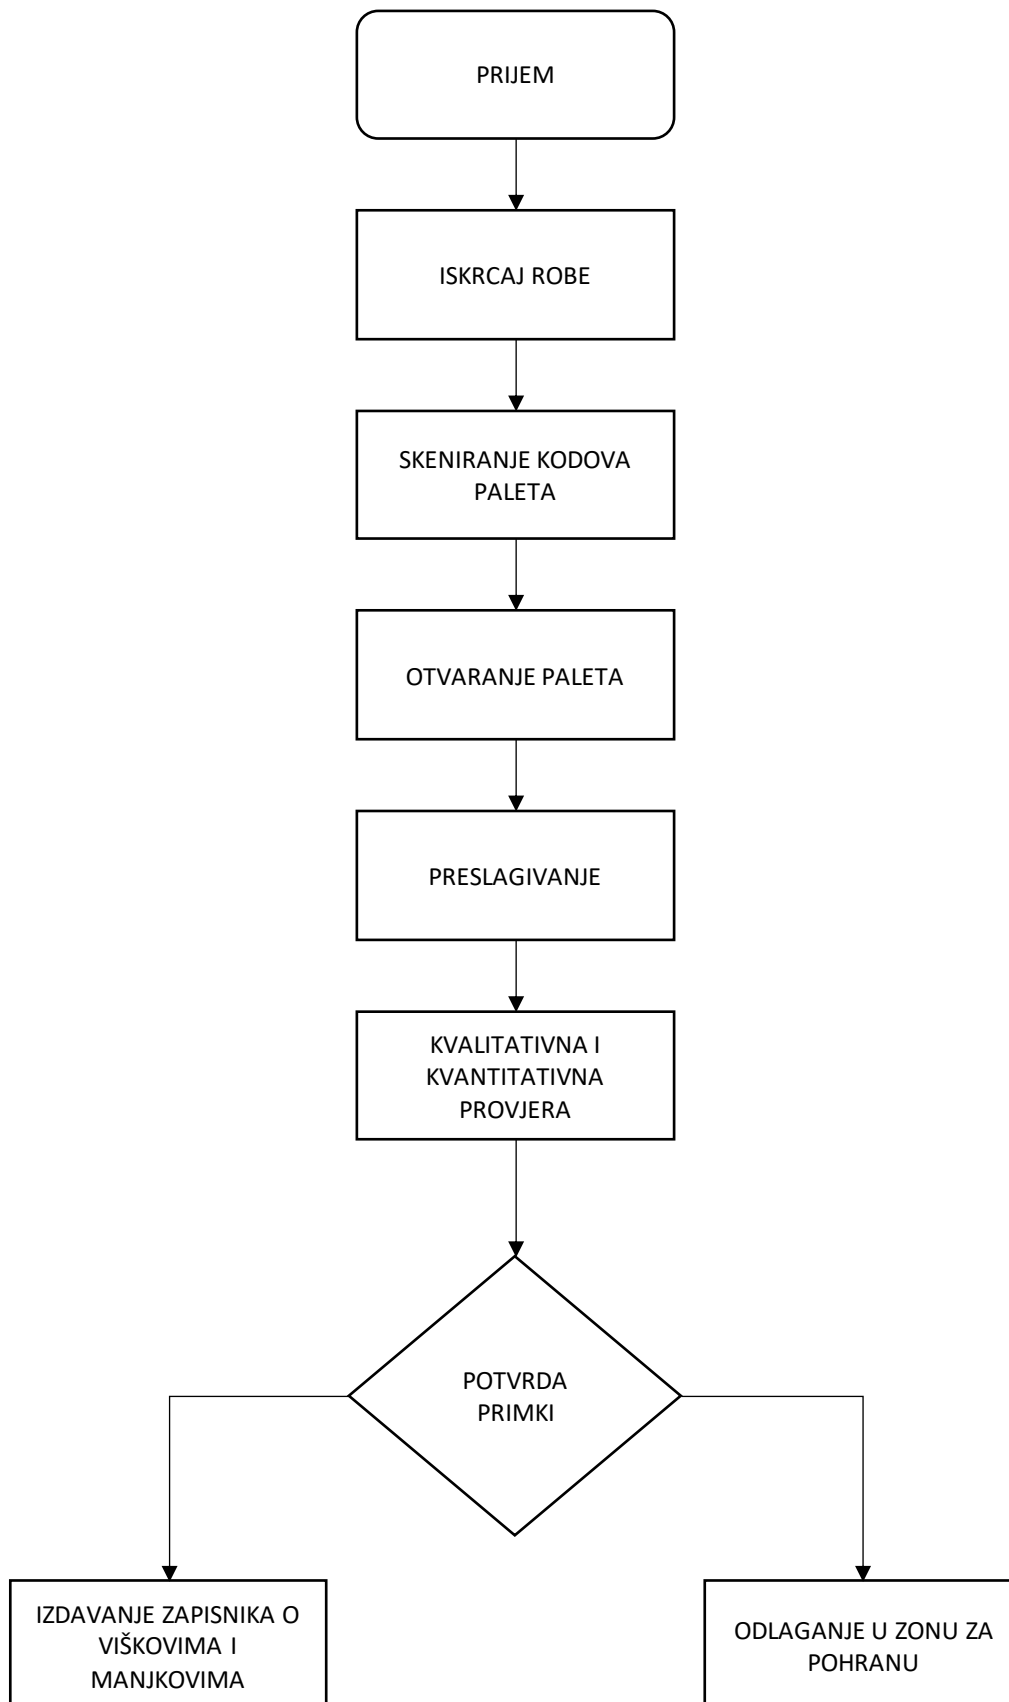 PRIJEM
ISKRCAJ ROBE
SKENIRANJE KODOVA
PALETA
OTVARANJE PALETA
PRESLAGIVANJE
KVALITATIVNA I
KVANTITATIVNA
PROVJERA
POTVRDA
PRIMKI
IZDAVANJE ZAPISNIKA O
VIŠKOVIMA I
MANJKOVIMA
ODLAGANJE U ZONU ZA
POHRANU